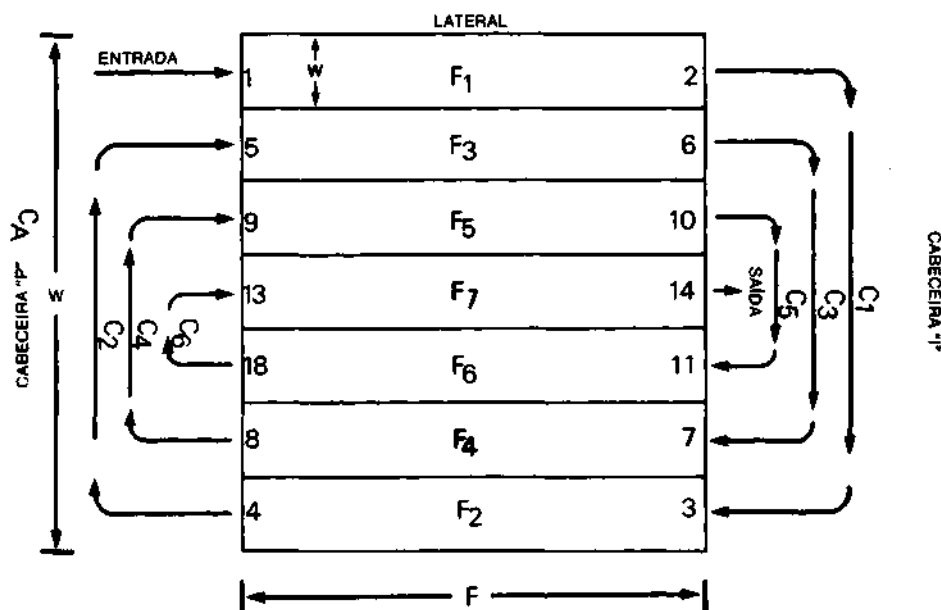 LATERAL
ENTRADA
1 F1 w 2
5 F3 6
9 F5 10
13 F7 14
SAÍDA
18 F6 11
8 F4 7
4 F2 3
CABECEIRA "P"
CA
w
C2
C4
C6
C5
C3
C1
CABECEIRA "I"
F